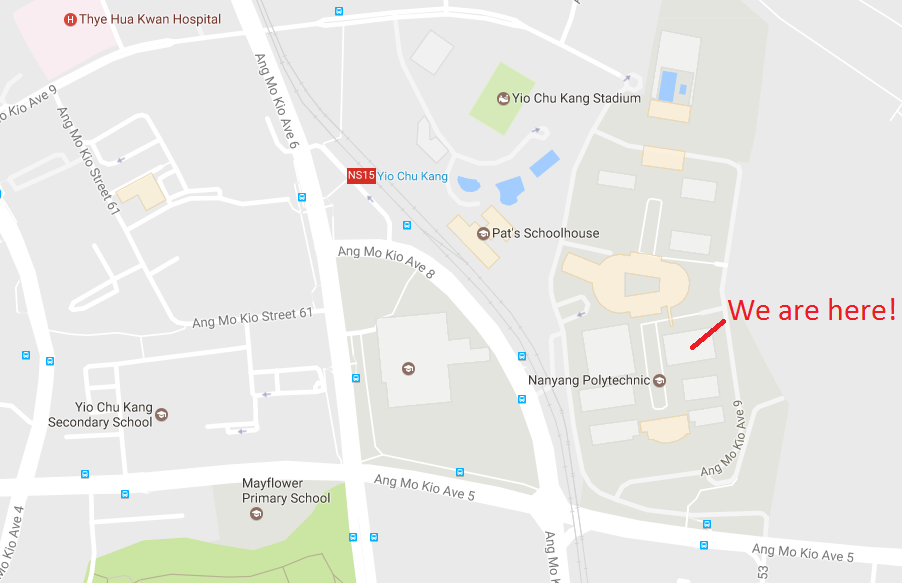 Thye Hua Kwan Hospital
Ang Mo Kio Ave 6
Ang Mo Kio Ave 9
Yio Chu Kang Stadium
Ang Mo Kio Street 61
NS15 Yio Chu Kang
Pat's Schoolhouse
Ang Mo Kio Ave 8
Ang Mo Kio Street 61
We are here!
Nanyang Polytechnic
Yio Chu Kang
Secondary School
Ang Mo Kio Ave 9
Mayflower
Primary School
Ang Mo Kio Ave 5
Mo Kio Ave 4
Ang Mo K
Ang Mo Kio Ave 5
53